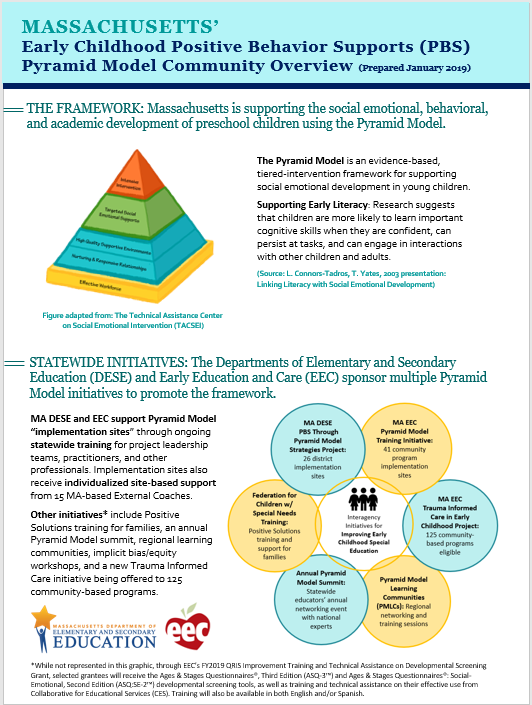 MASSACHUSETTS’
Early Childhood Positive Behavior Supports (PBS)
Pyramid Model Community Overview (Prepared January 2019)
THE FRAMEWORK: Massachusetts is supporting the social emotional, behavioral,
and academic development of preschool children using the Pyramid Model.
Intensive
Intervention
Targeted Social
Emotional Supports
High Quality Supportive Environments
Nurturing & Responsive Relationships
Effective Workforce
Figure adapted from: The Technical Assistance Center
on Social Emotional Intervention (TACSEI)
The Pyramid Model is an evidence-based,
tiered-intervention framework for supporting
social emotional development in young children.
Supporting Early Literacy: Research suggests
that children are more likely to learn important
cognitive skills when they are confident, can
persist at tasks, and can engage in interactions
with other children and adults.
(Source: L. Connors-Tadros, T. Yates, 2003 presentation:
Linking Literacy with Social Emotional Development)
STATEWIDE INITIATIVES: The Departments of Elementary and Secondary
Education (DESE) and Early Education and Care (EEC) sponsor multiple Pyramid
Model initiatives to promote the framework.
MA DESE and EEC support Pyramid Model
“implementation sites” through ongoing
statewide training for project leadership
teams, practitioners, and other
professionals. Implementation sites also
receive individualized site-based support
from 15 MA-based External Coaches.
Other initiatives* include Positive
Solutions training for families, an annual
Pyramid Model summit, regional learning
communities, implicit bias/equity
workshops, and a new Trauma Informed
Care initiative being offered to 125
community-based programs.
MA DESE
PBS Through
Pyramid Model
Strategies Project:
26 district
implementation
sites
MA EEC
Pyramid Model
Training Initiative:
41 community
program
implementation
sites
Federation for
Children w/
Special Needs
Training:
Positive Solutions
training and
support for
families
Interagency
Initiatives for
Improving Early
Childhood Special
Education
MA EEC
Trauma Informed
Care in Early
Childhood Project:
125 community-
based programs
eligible
Annual Pyramid
Model Summit:
Statewide
educators’ annual
networking event
with national
experts
Pyramid Model
Learning
Communities
(PMLCs): Regional
networking and
training sessions
MASSACHUSETTS DEPARTMENT OF
ELEMENTARY AND SECONDARY
EDUCATION
eec
*While not represented in this graphic, through EEC’s FY2019 QRIS Improvement Training and Technical Assistance on Developmental Screening
Grant, selected grantees will receive the Ages & Stages Questionnaires®, Third Edition (ASQ-3™) and Ages & Stages Questionnaires®: Social-
Emotional, Second Edition (ASQ:SE-2™) developmental screening tools, as well as training and technical assistance on their effective use from
Collaborative for Educational Services (CES). Training will also be available in both English and/or Spanish.